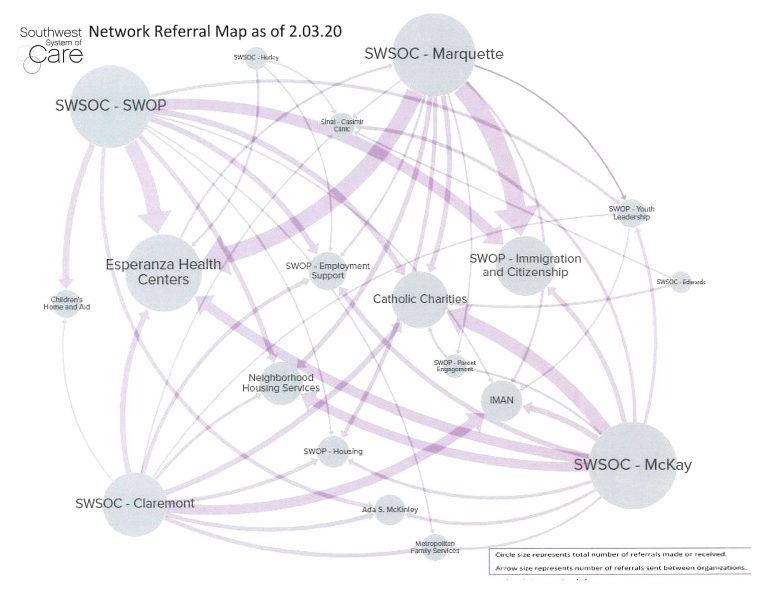 Southwest
System of
Care
Network Referral Map as of 2.03.20
SWSOC - Hurley
SWSOC - Marquette
SWSOC - SWOP
Sinai - Casimir
Clinic
SWOP - Youth
Leadership
Esperanza Health
Centers
SWOP - Employment
Support
SWOP - Immigration
and Citizenship
SWSOC - Edwards
Children's
Home and Aid
Catholic Charities
SWOP - Parent
Engagement
Neighborhood
Housing Services
IMAN
SWOP - Housing
SWSOC - McKay
SWSOC - Claremont
Ada S. McKinley
Metropolitan
Family Services
Circle size represents total number of referrals made or received.
Arrow size represents number of referrals sent between organizations.